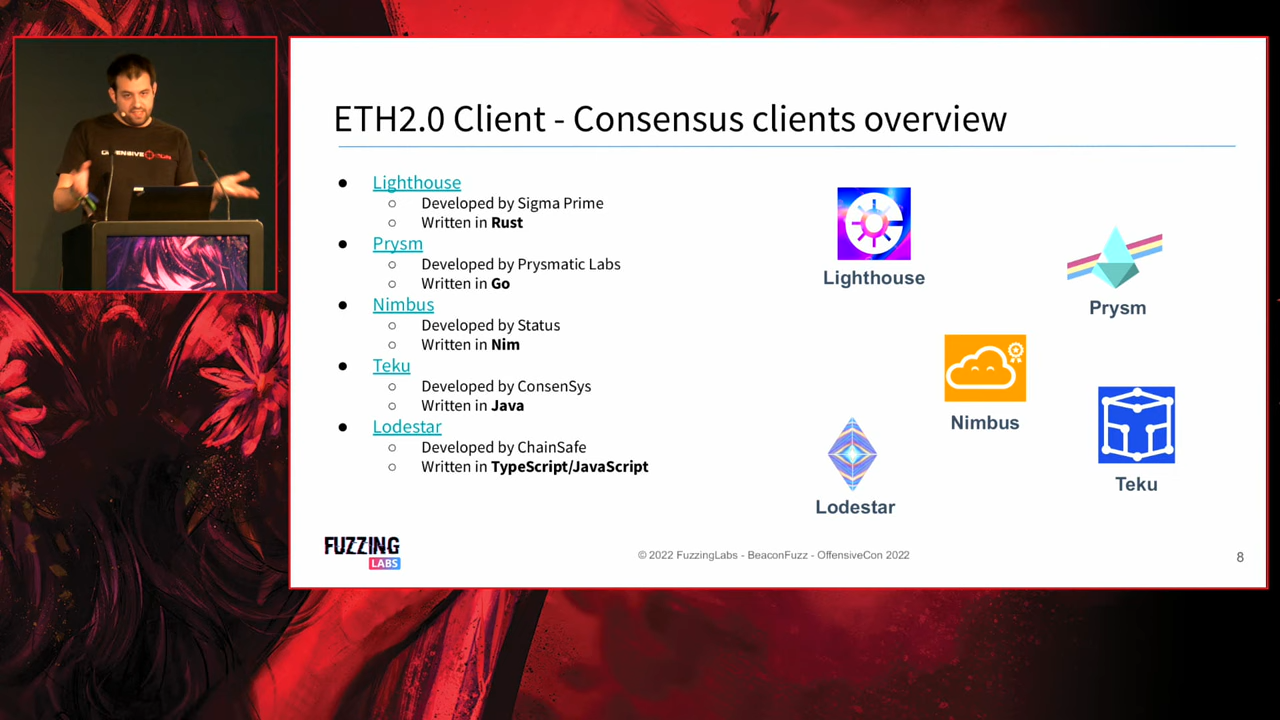 ETH2.0 Client - Consensus clients overview
● Lighthouse
○ Developed by Sigma Prime
○ Written in Rust
● Prysm
○ Developed by Prysmatic Labs
○ Written in Go
● Nimbus
○ Developed by Status
○ Written in Nim
● Teku
○ Developed by ConsenSys
○ Written in Java
● Lodestar
○ Developed by ChainSafe
○ Written in TypeScript/JavaScript
Lighthouse
Prysm
Nimbus
Teku
Lodestar
FUZZING
LABS
© 2022 FuzzingLabs - BeaconFuzz - OffensiveCon 2022
8